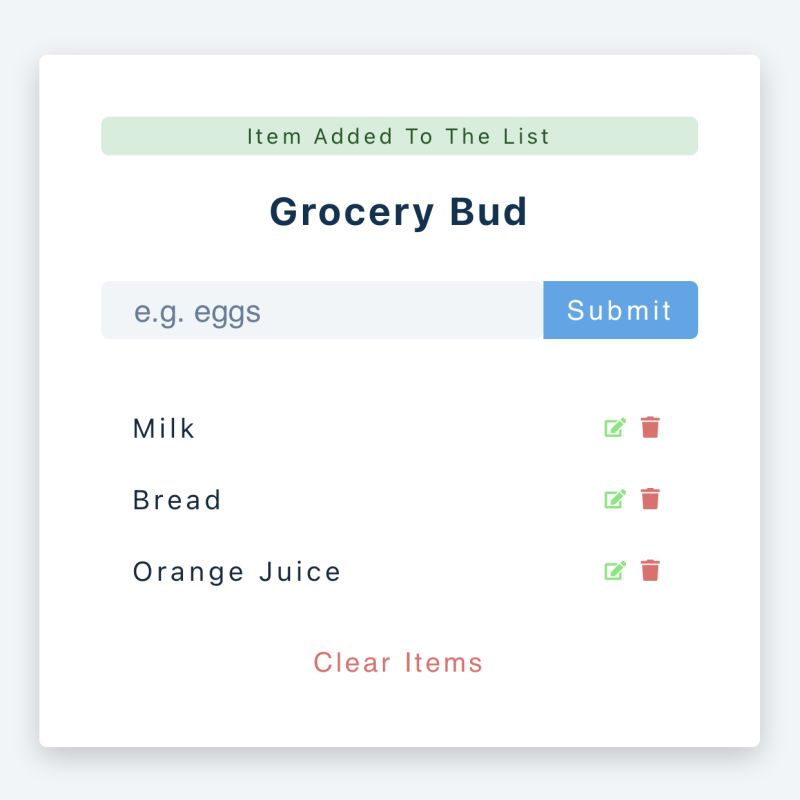 Item Added To The List
Grocery Bud
e.g. eggs
Submit
Milk
Bread
Orange Juice
Clear Items